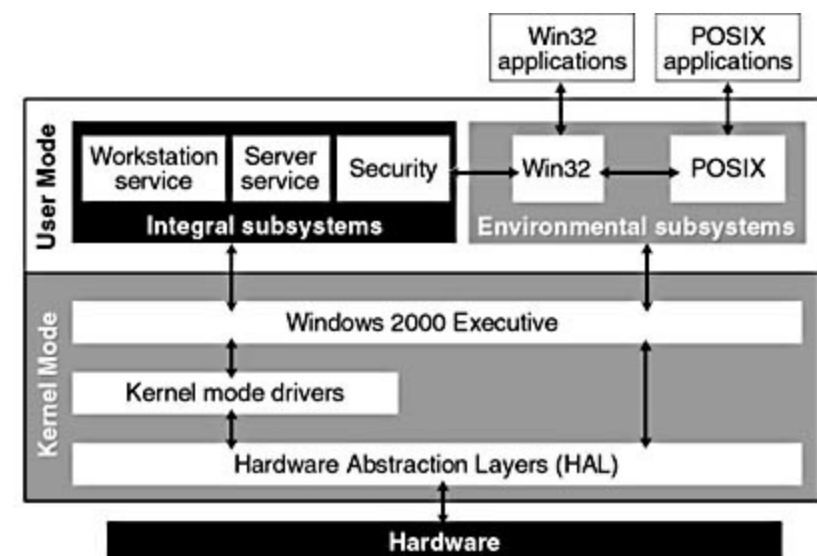 Win32
applications
POSIX
applications
User Mode
Workstation
service
Server
service
Security
Win32
POSIX
Integral subsystems
Environmental subsystems
Kernel Mode
Windows 2000 Executive
Kernel mode drivers
Hardware Abstraction Layers (HAL)
Hardware